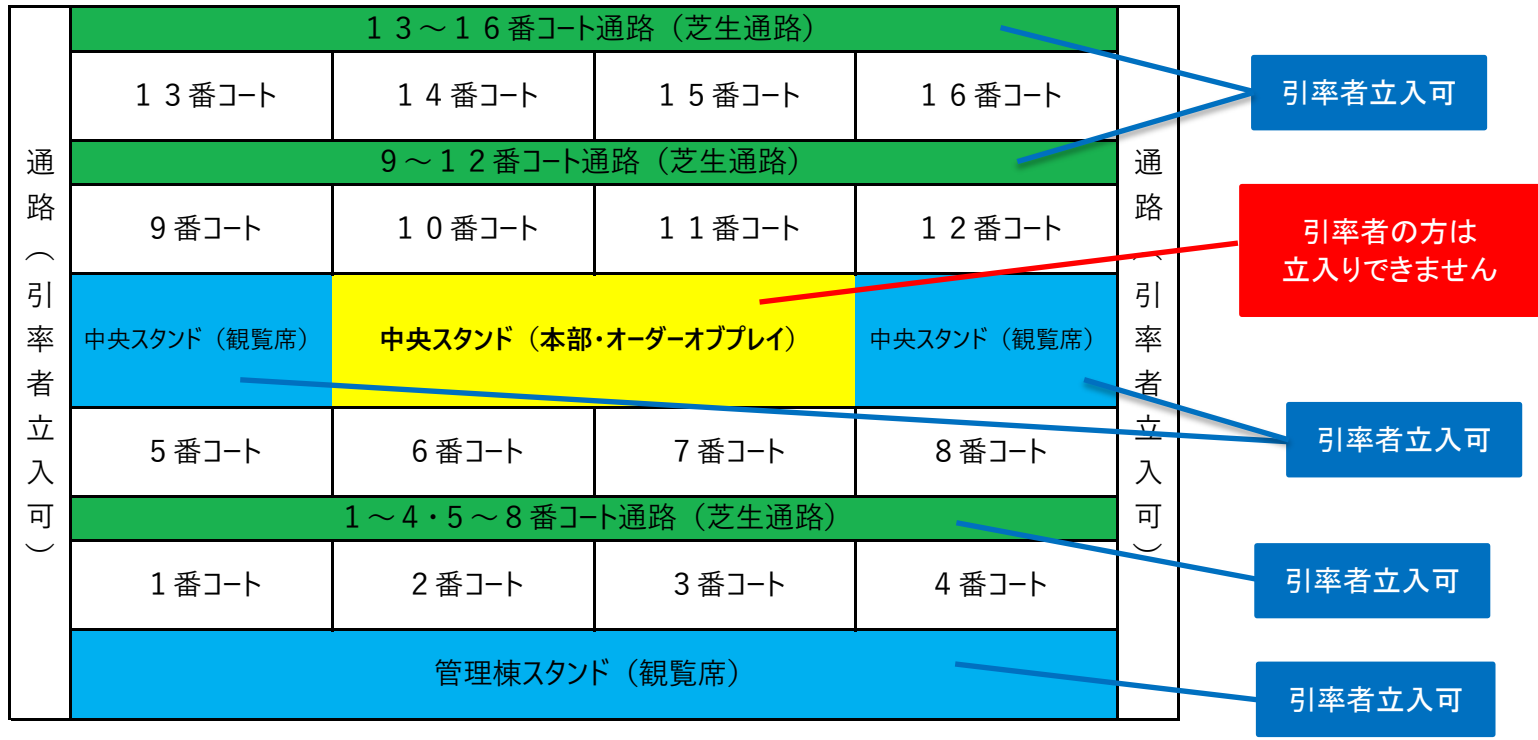 13～16番コート通路（芝生通路）
13番コート
14番コート
15番コート
16番コート
引率者立入可
9～12番コート通路（芝生通路）
9番コート
10番コート
11番コート
12番コート
引率者の方は
立入りできません
通路（引率者立入可）
中央スタンド（観覧席）
中央スタンド（本部・オーダーオブプレイ）
中央スタンド（観覧席）
通路（引率者立入可）
5番コート
6番コート
7番コート
8番コート
引率者立入可
1～4・5～8番コート通路（芝生通路）
1番コート
2番コート
3番コート
4番コート
引率者立入可
管理棟スタンド（観覧席）
引率者立入可